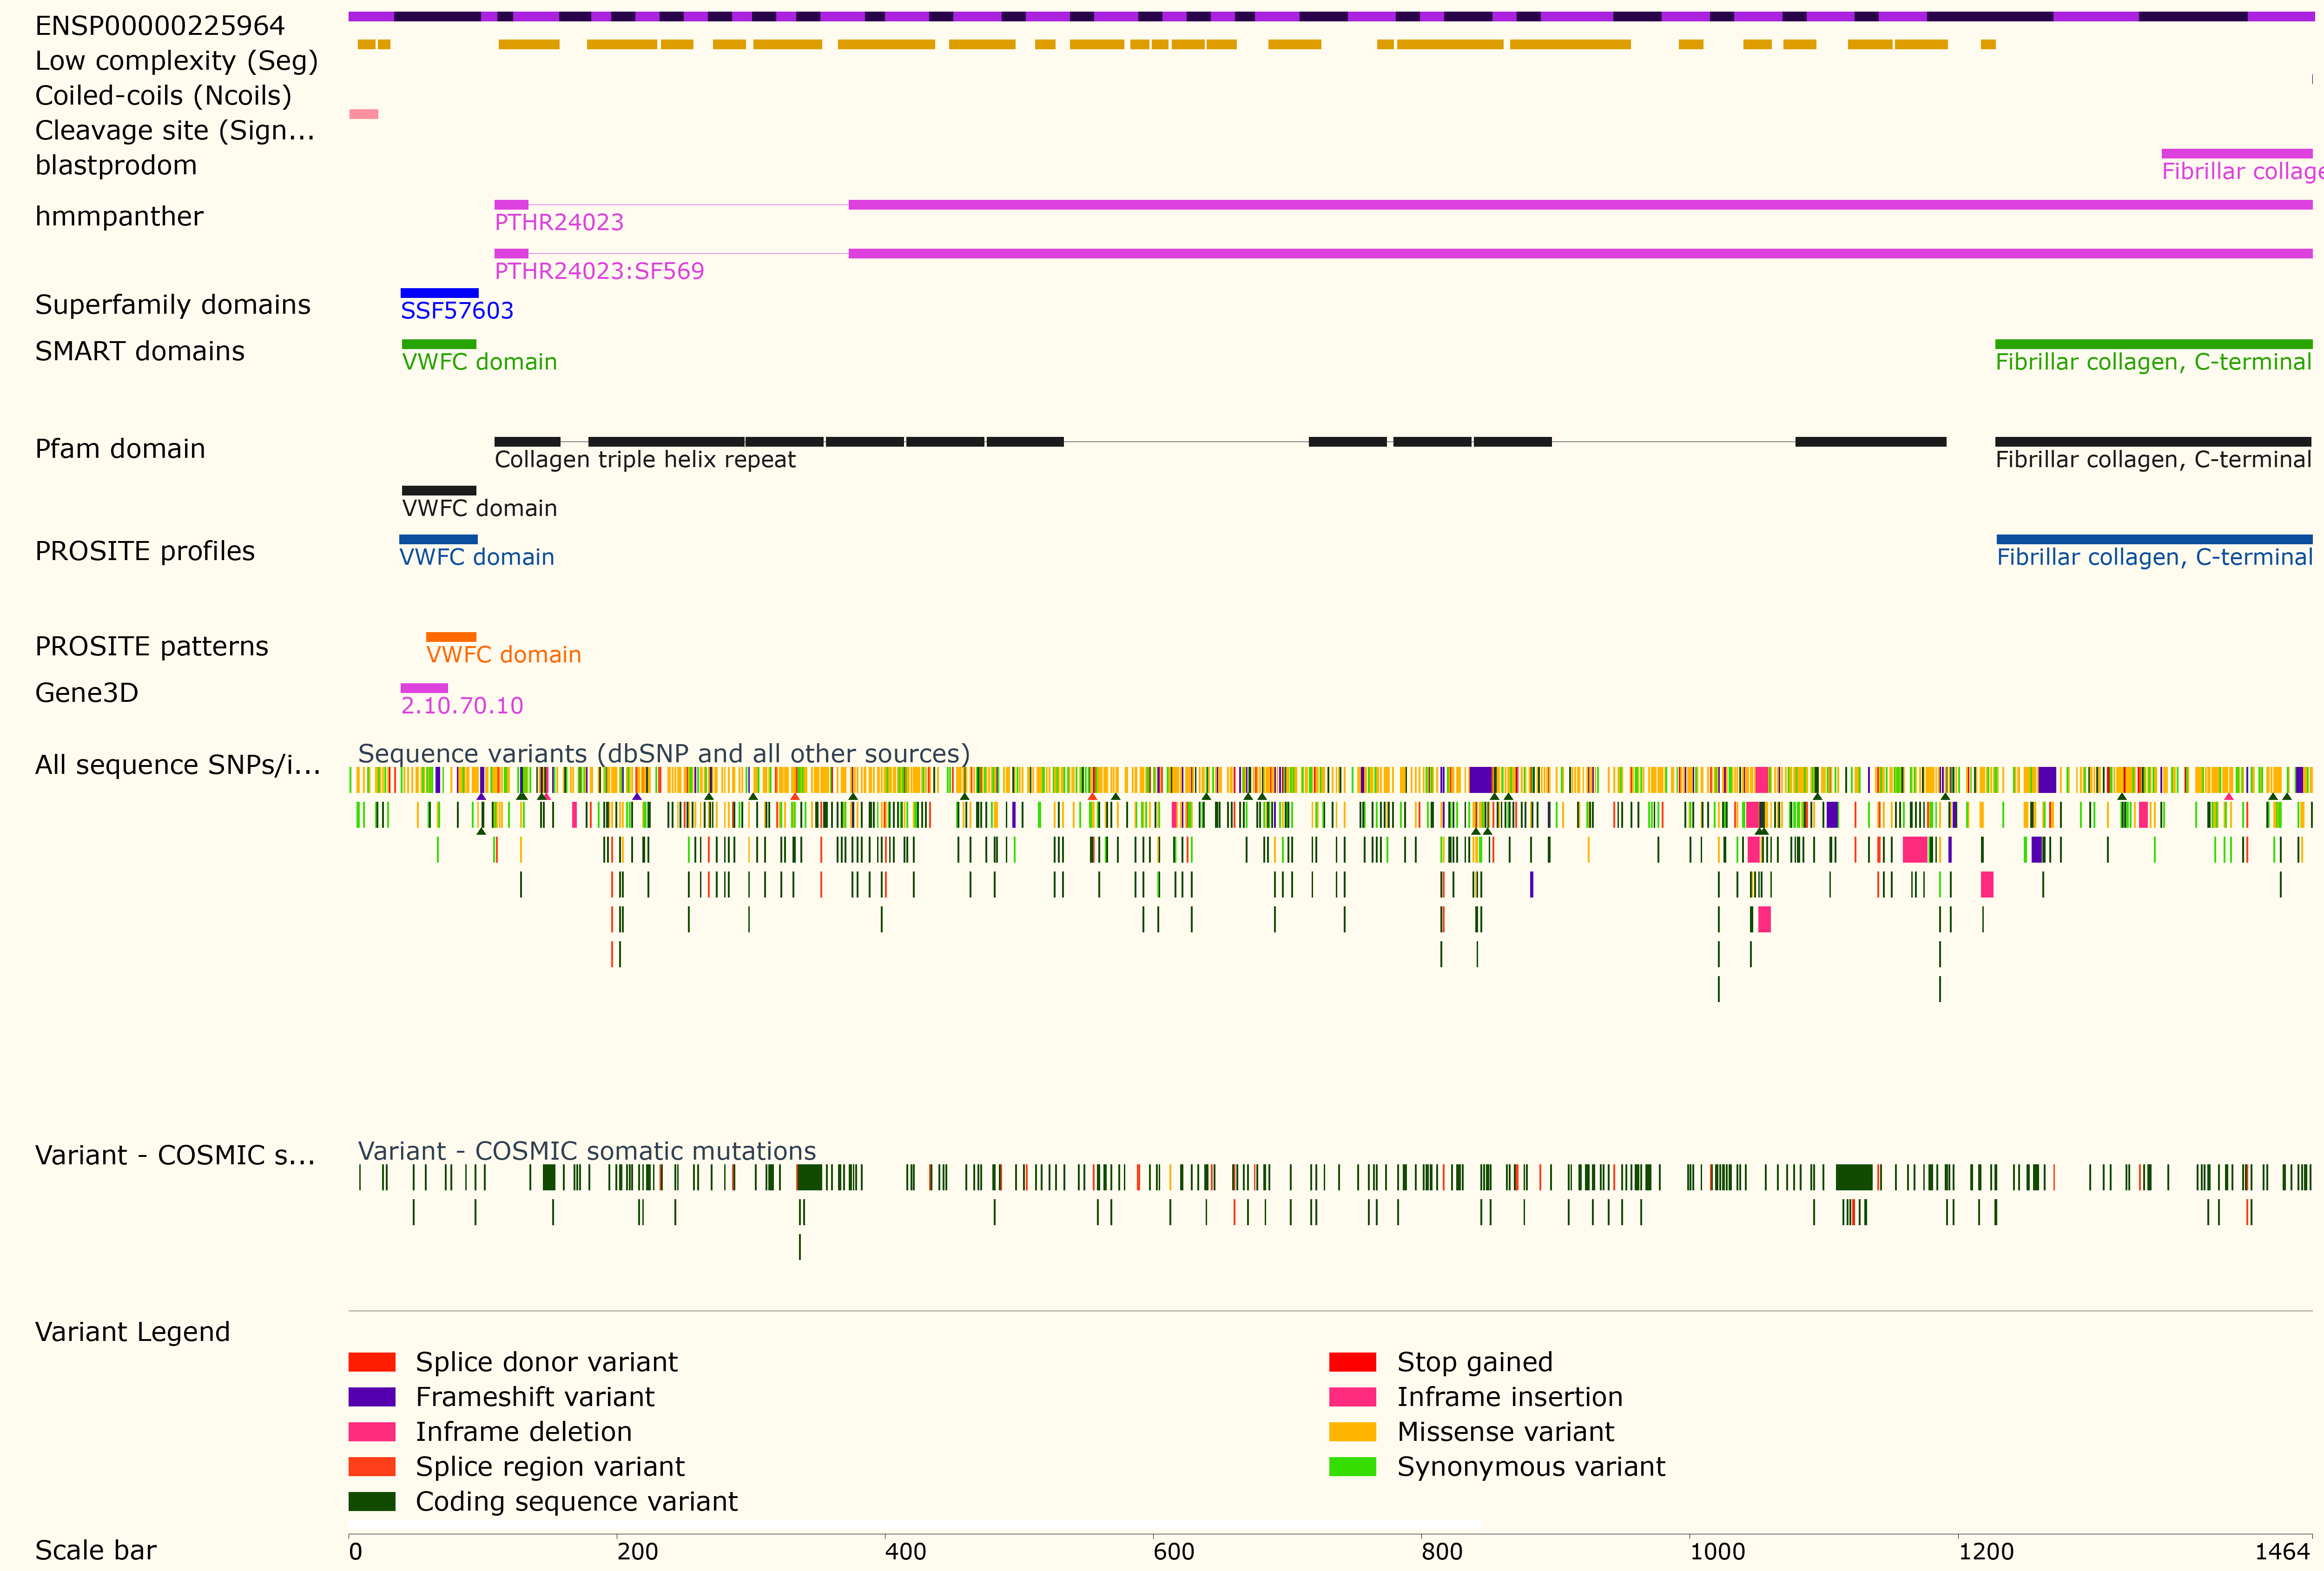 ENSP00000225964
Low complexity (Seg)
Coiled-coils (Ncoils)
Cleavage site (Sign...
blastprodom
Fibrillar collage
hmmpanther
PTHR24023
PTHR24023:SF569
Superfamily domains
SSF57603
SMART domains
VWFC domain
Fibrillar collagen, C-terminal
Pfam domain
Collagen triple helix repeat
Fibrillar collagen, C-terminal
VWFC domain
PROSITE profiles
VWFC domain
Fibrillar collagen, C-terminal
PROSITE patterns
VWFC domain
Gene3D
2.10.70.10
Sequence variants (dbSNP and all other sources)
All sequence SNPs/i...
Variant - COSMIC s...
Variant - COSMIC somatic mutations
Variant Legend
Splice donor variant
Stop gained
Frameshift variant
Inframe insertion
Inframe deletion
Missense variant
Splice region variant
Synonymous variant
Coding sequence variant
Scale bar
0 200 400 600 800 1000 1200 1464